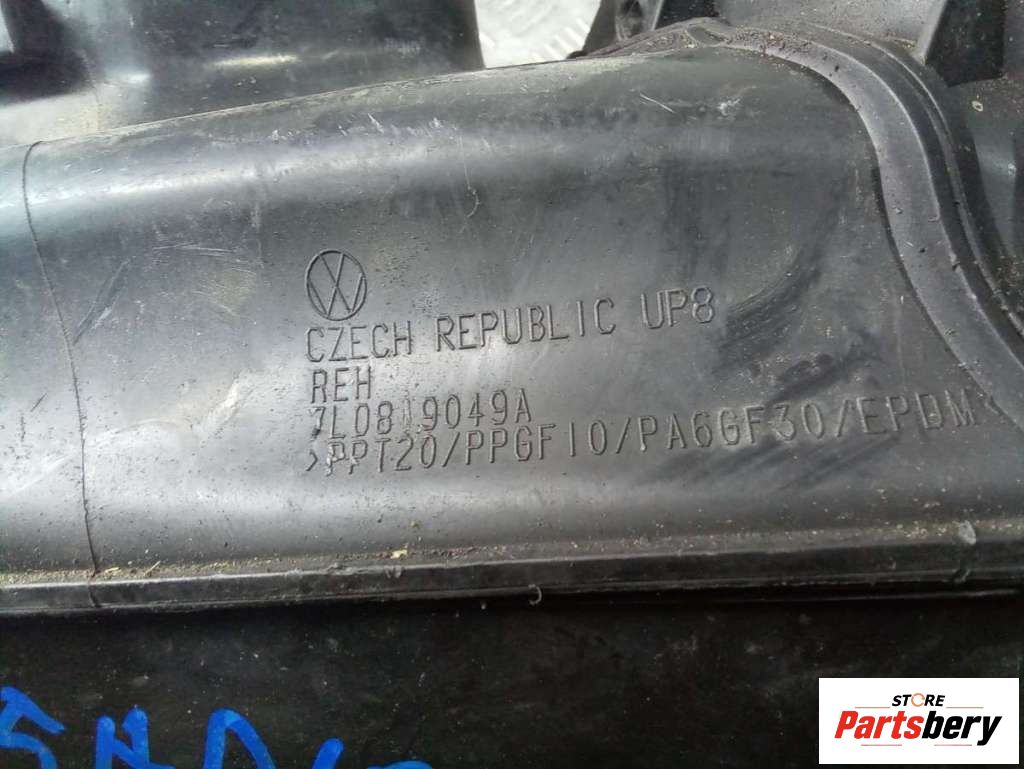 CZECH REPUBLIC UP8
REH
7L0819049A
>PPT20/PPGF10/PA6GF30/EPDM<
STORE
Partsbery